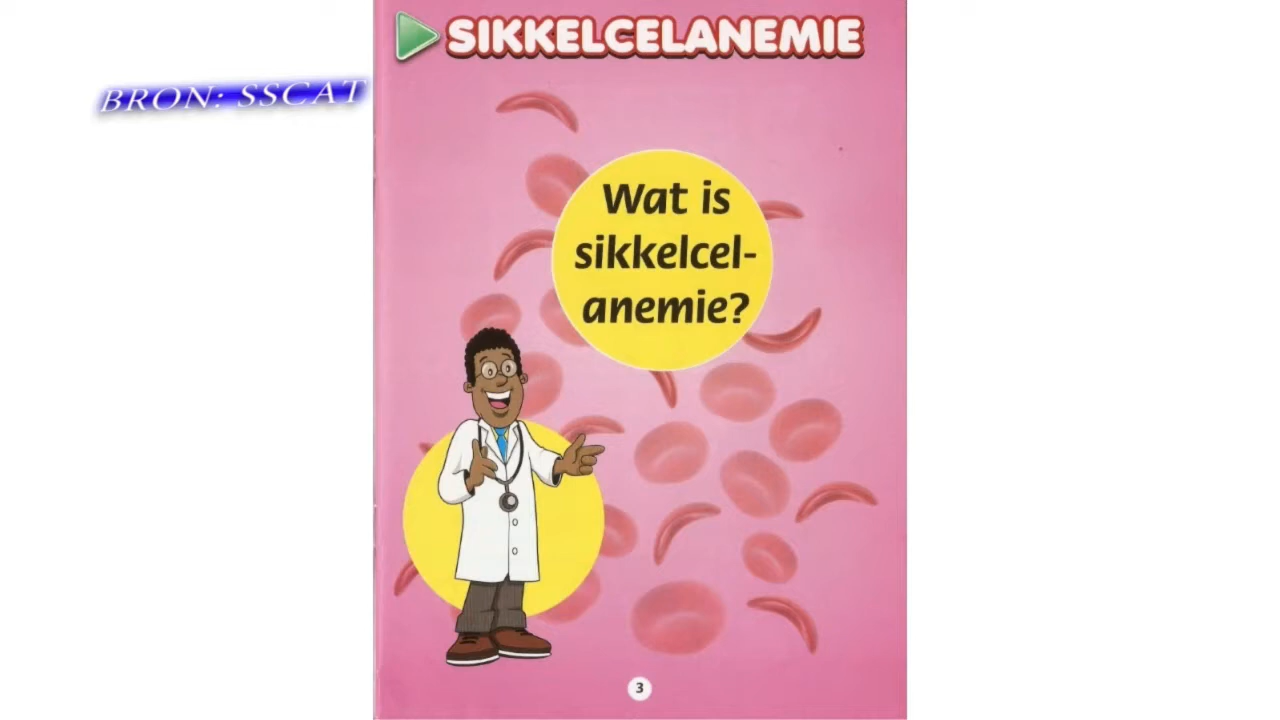 SIKKELCELANEMIE
BRON: SSCAT
Wat is
sikkelcel-
anemie?
3